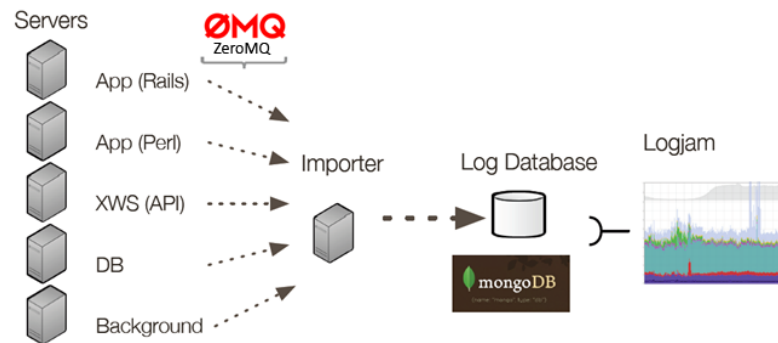 Servers
ØMQ
ZeroMQ
App (Rails)
App (Perl)
XWS (API)
DB
Background
Importer
Log Database
mongoDB
Logjam